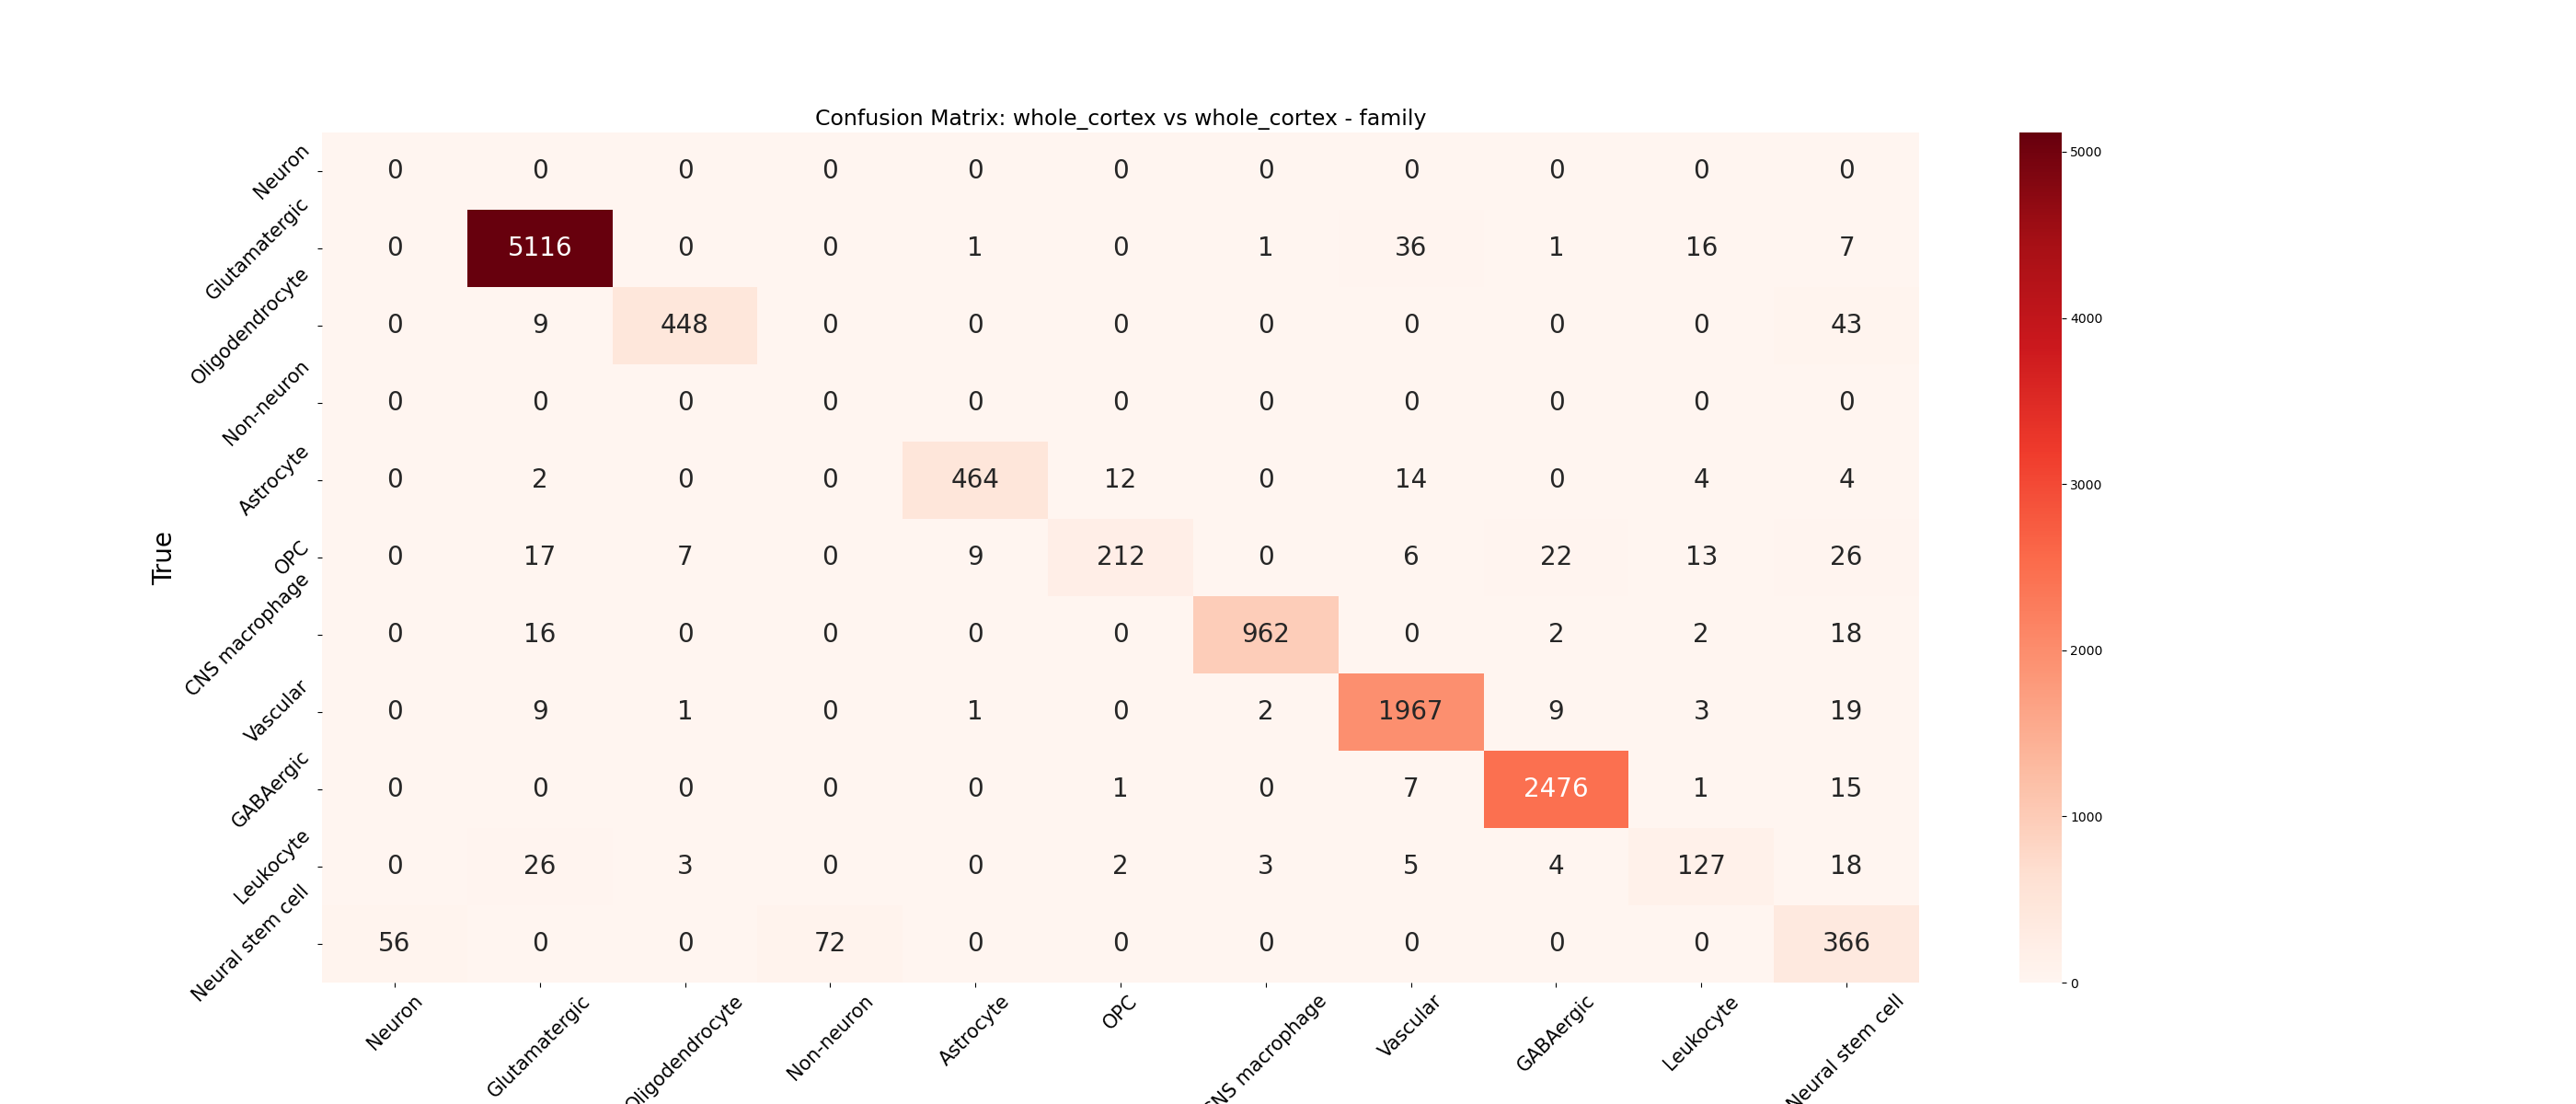 Confusion Matrix: whole_cortex vs whole_cortex - family
True
Neuron 0 0 0 0 0 0 0 0 0 0 0
Glutamatergic 0 5116 0 0 1 0 1 36 1 16 7
Oligodendrocyte 0 9 448 0 0 0 0 0 0 0 43
Non-neuron 0 0 0 0 0 0 0 0 0 0 0
Astrocyte 0 2 0 0 464 12 0 14 0 4 4
OPC 0 17 7 0 9 212 0 6 22 13 26
CNS macrophage 0 16 0 0 0 0 962 0 2 2 18
Vascular 0 9 1 0 1 0 2 1967 9 3 19
GABAergic 0 0 0 0 0 1 0 7 2476 1 15
Leukocyte 0 26 3 0 0 2 3 5 4 127 18
Neural stem cell 56 0 0 72 0 0 0 0 0 0 366
Neuron Glutamatergic Oligodendrocyte Non-neuron Astrocyte OPC CNS macrophage Vascular GABAergic Leukocyte Neural stem cell
5000
4000
3000
2000
1000
0